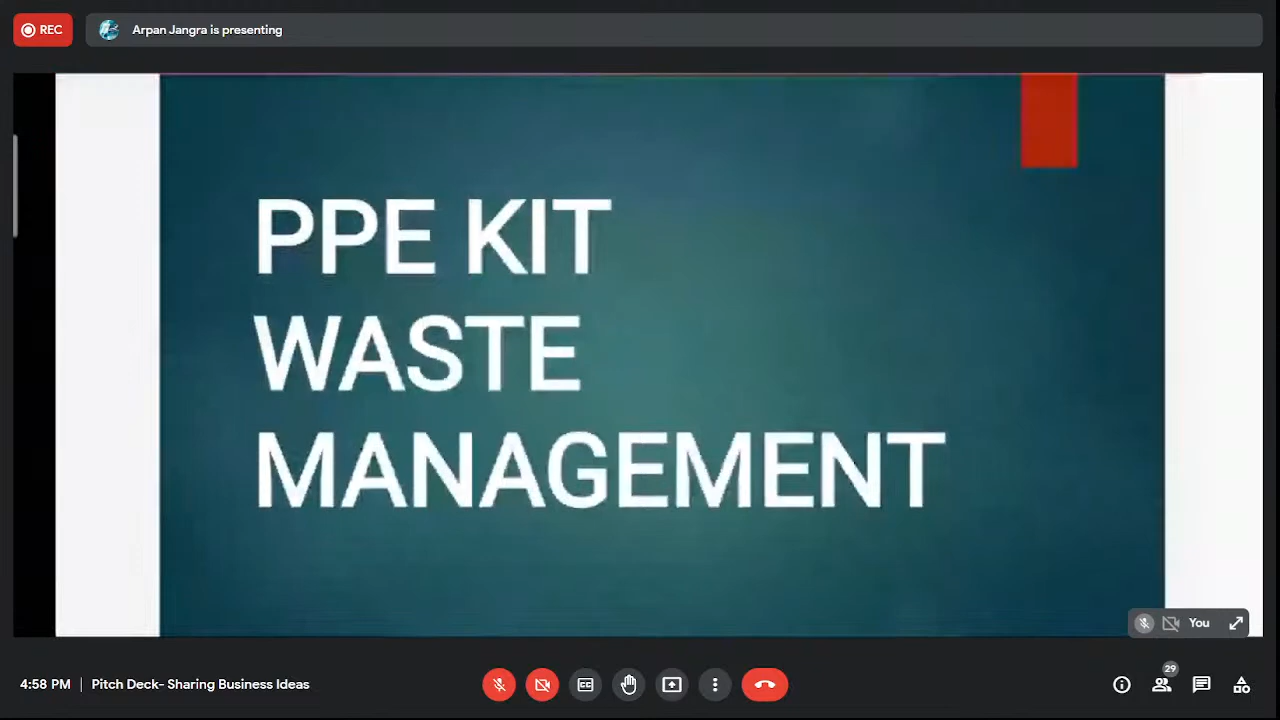 REC
Arpan Jangra is presenting
PPE KIT
WASTE
MANAGEMENT
You
4:58 PM | Pitch Deck- Sharing Business Ideas
CC
29